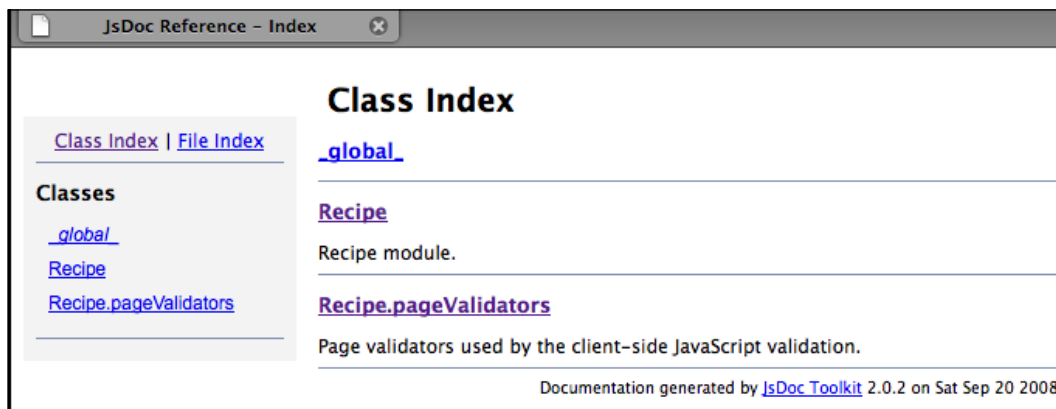 JsDoc Reference – Index
Class Index
Class Index | File Index
Classes
_global_
Recipe
Recipe.pageValidators
_global_
Recipe
Recipe module.
Recipe.pageValidators
Page validators used by the client-side JavaScript validation.
Documentation generated by JsDoc Toolkit 2.0.2 on Sat Sep 20 2008